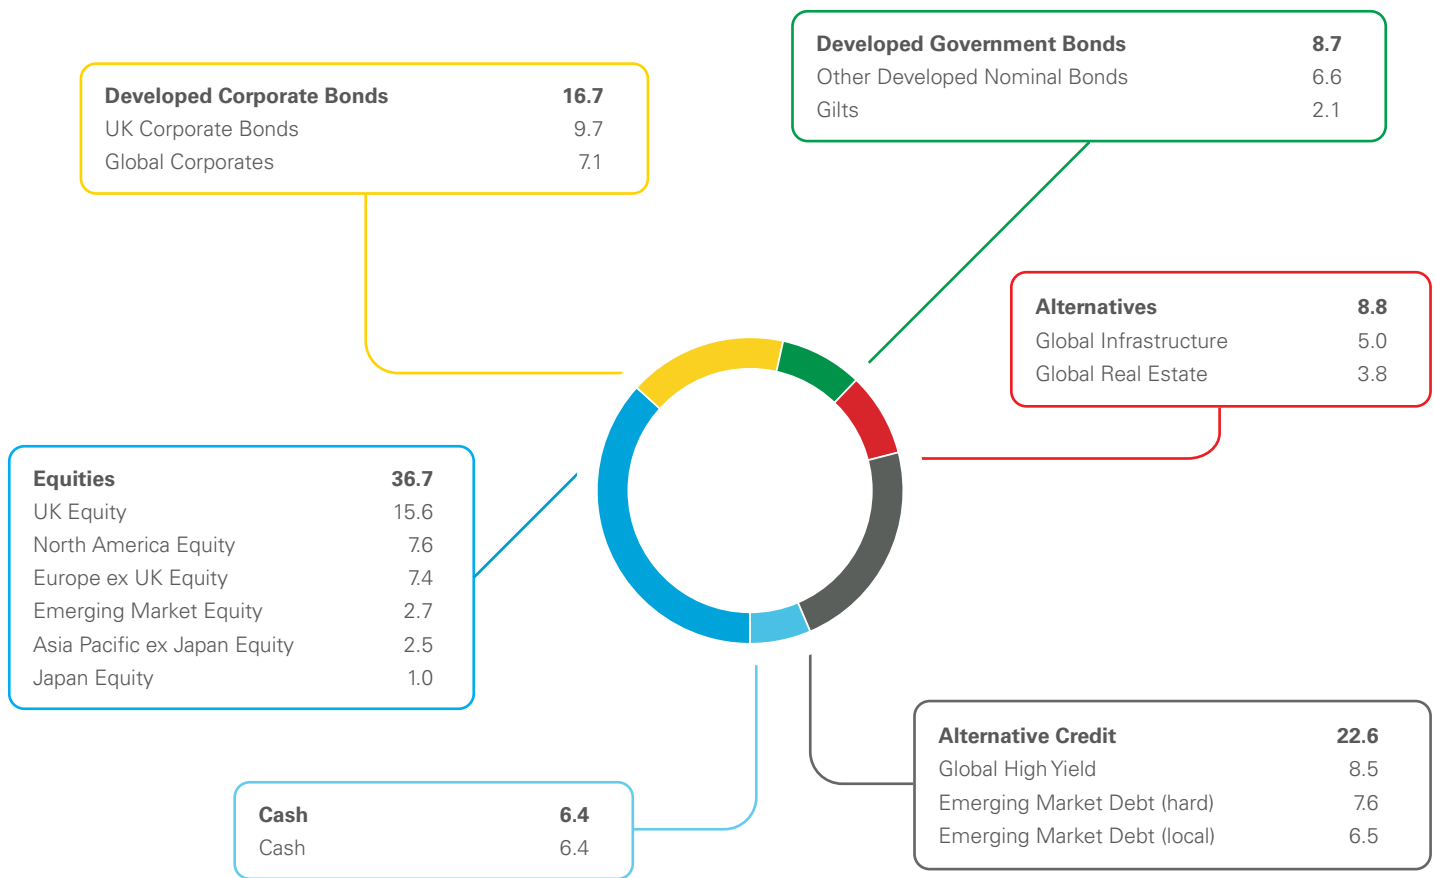 Developed Government Bonds 8.7
Other Developed Nominal Bonds 6.6
Gilts 2.1
Developed Corporate Bonds 16.7
UK Corporate Bonds 9.7
Global Corporates 7.1
Alternatives 8.8
Global Infrastructure 5.0
Global Real Estate 3.8
Equities 36.7
UK Equity 15.6
North America Equity 7.6
Europe ex UK Equity 7.4
Emerging Market Equity 2.7
Asia Pacific ex Japan Equity 2.5
Japan Equity 1.0
Alternative Credit 22.6
Global High Yield 8.5
Emerging Market Debt (hard) 7.6
Emerging Market Debt (local) 6.5
Cash 6.4
Cash 6.4